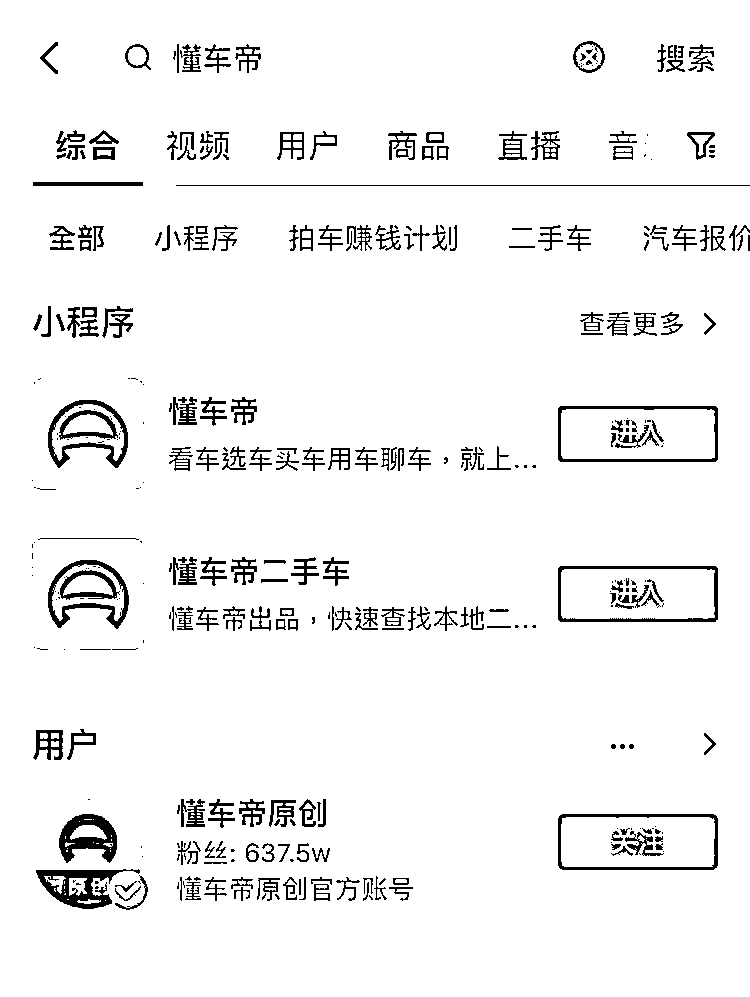 懂车帝 搜索
综合 视频 用户 商品 直播 音
全部 小程序 拍车赚钱计划 二手车 汽车报价
小程序 查看更多
懂车帝
看车选车买车用车聊车，就上... 进入
懂车帝二手车
懂车帝出品，快速查找本地二... 进入
用户 ...
懂车帝原创
粉丝: 637.5w 关注
懂车帝原创官方账号
原创